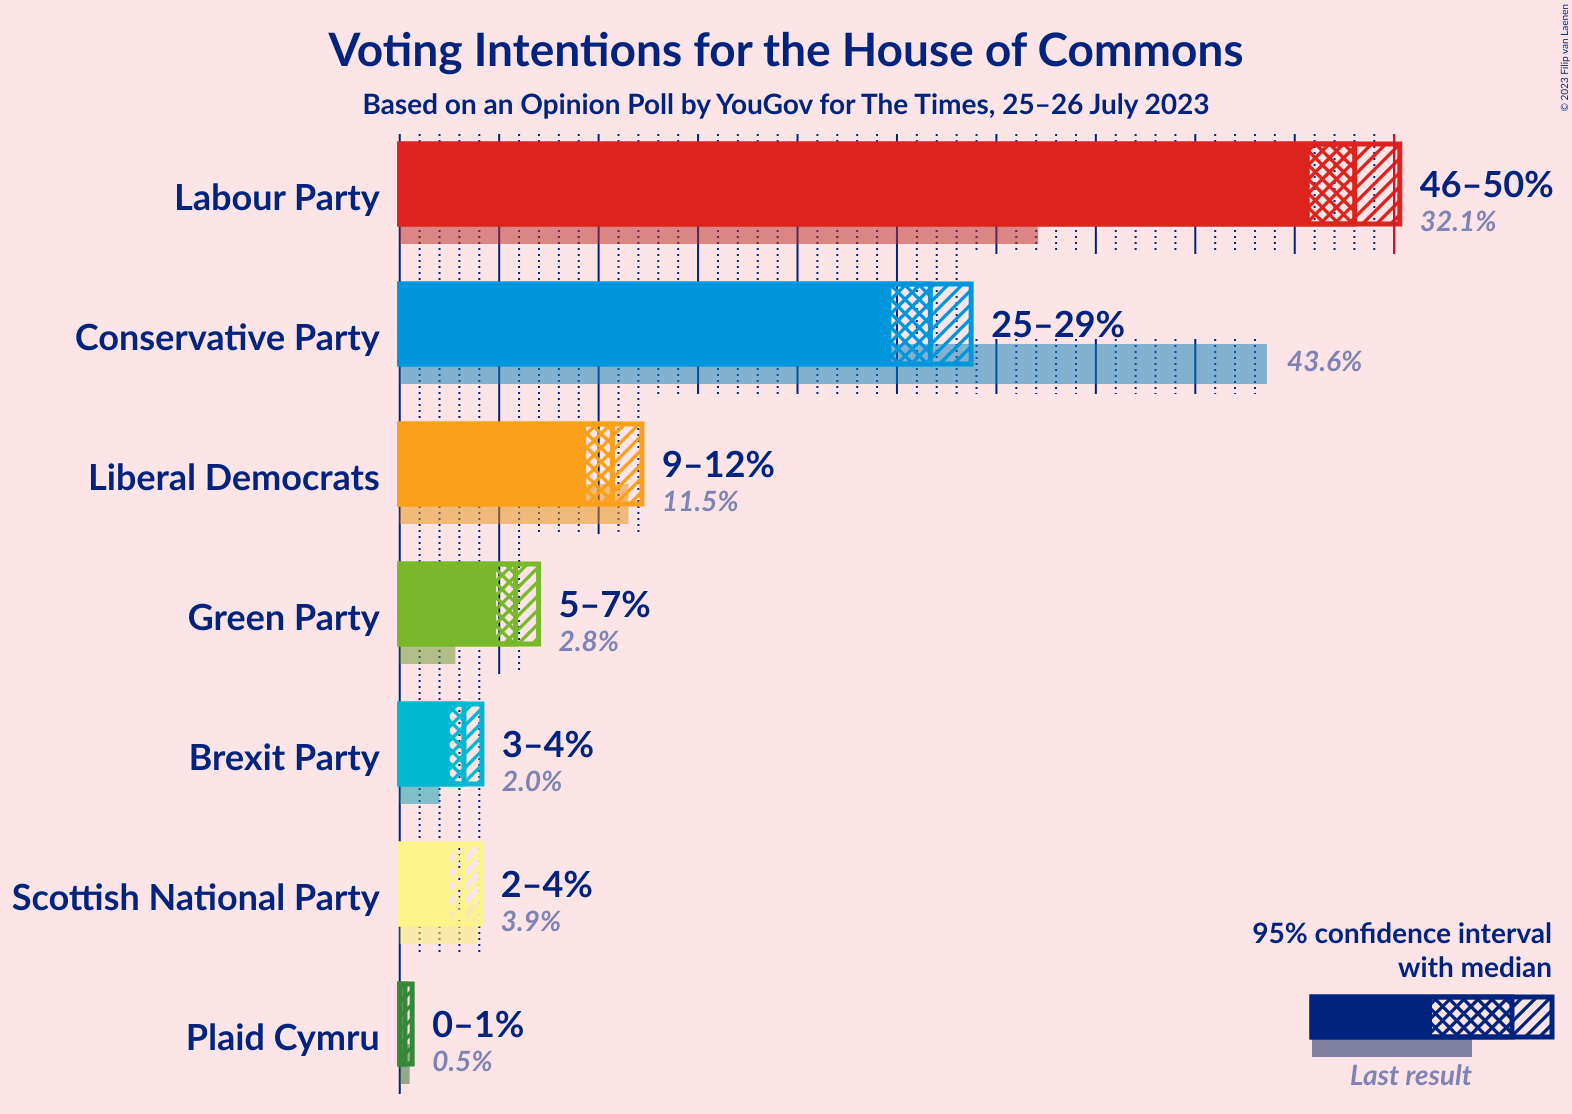 Voting Intentions for the House of Commons
Based on an Opinion Poll by YouGov for The Times, 25–26 July 2023
© 2023 Filip van Laenen
Labour Party
46–50%
32.1%
Conservative Party
25–29%
43.6%
Liberal Democrats
9–12%
11.5%
Green Party
5–7%
2.8%
Brexit Party
3–4%
2.0%
Scottish National Party
2–4%
3.9%
Plaid Cymru
0–1%
0.5%
95% confidence interval
with median
Last result